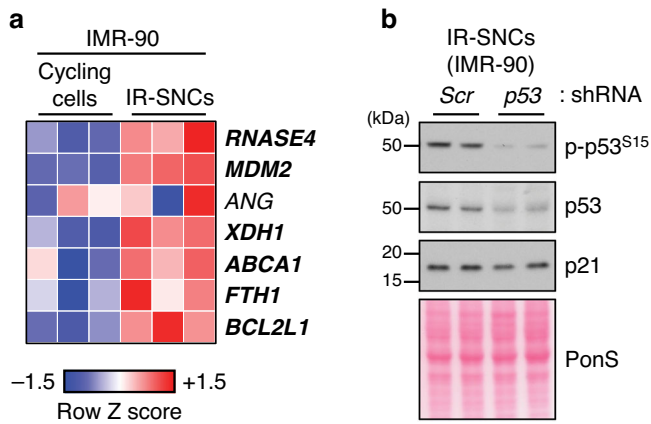 a
IMR-90
Cycling
cells
IR-SNCs
RNASE4
MDM2
ANG
XDH1
ABCA1
FTH1
BCL2L1
–1.5
+1.5
Row Z score
b
IR-SNCs
(IMR-90)
Scr p53 : shRNA
(kDa)
50
p-p53S15
50
p53
20
15
p21
PonS